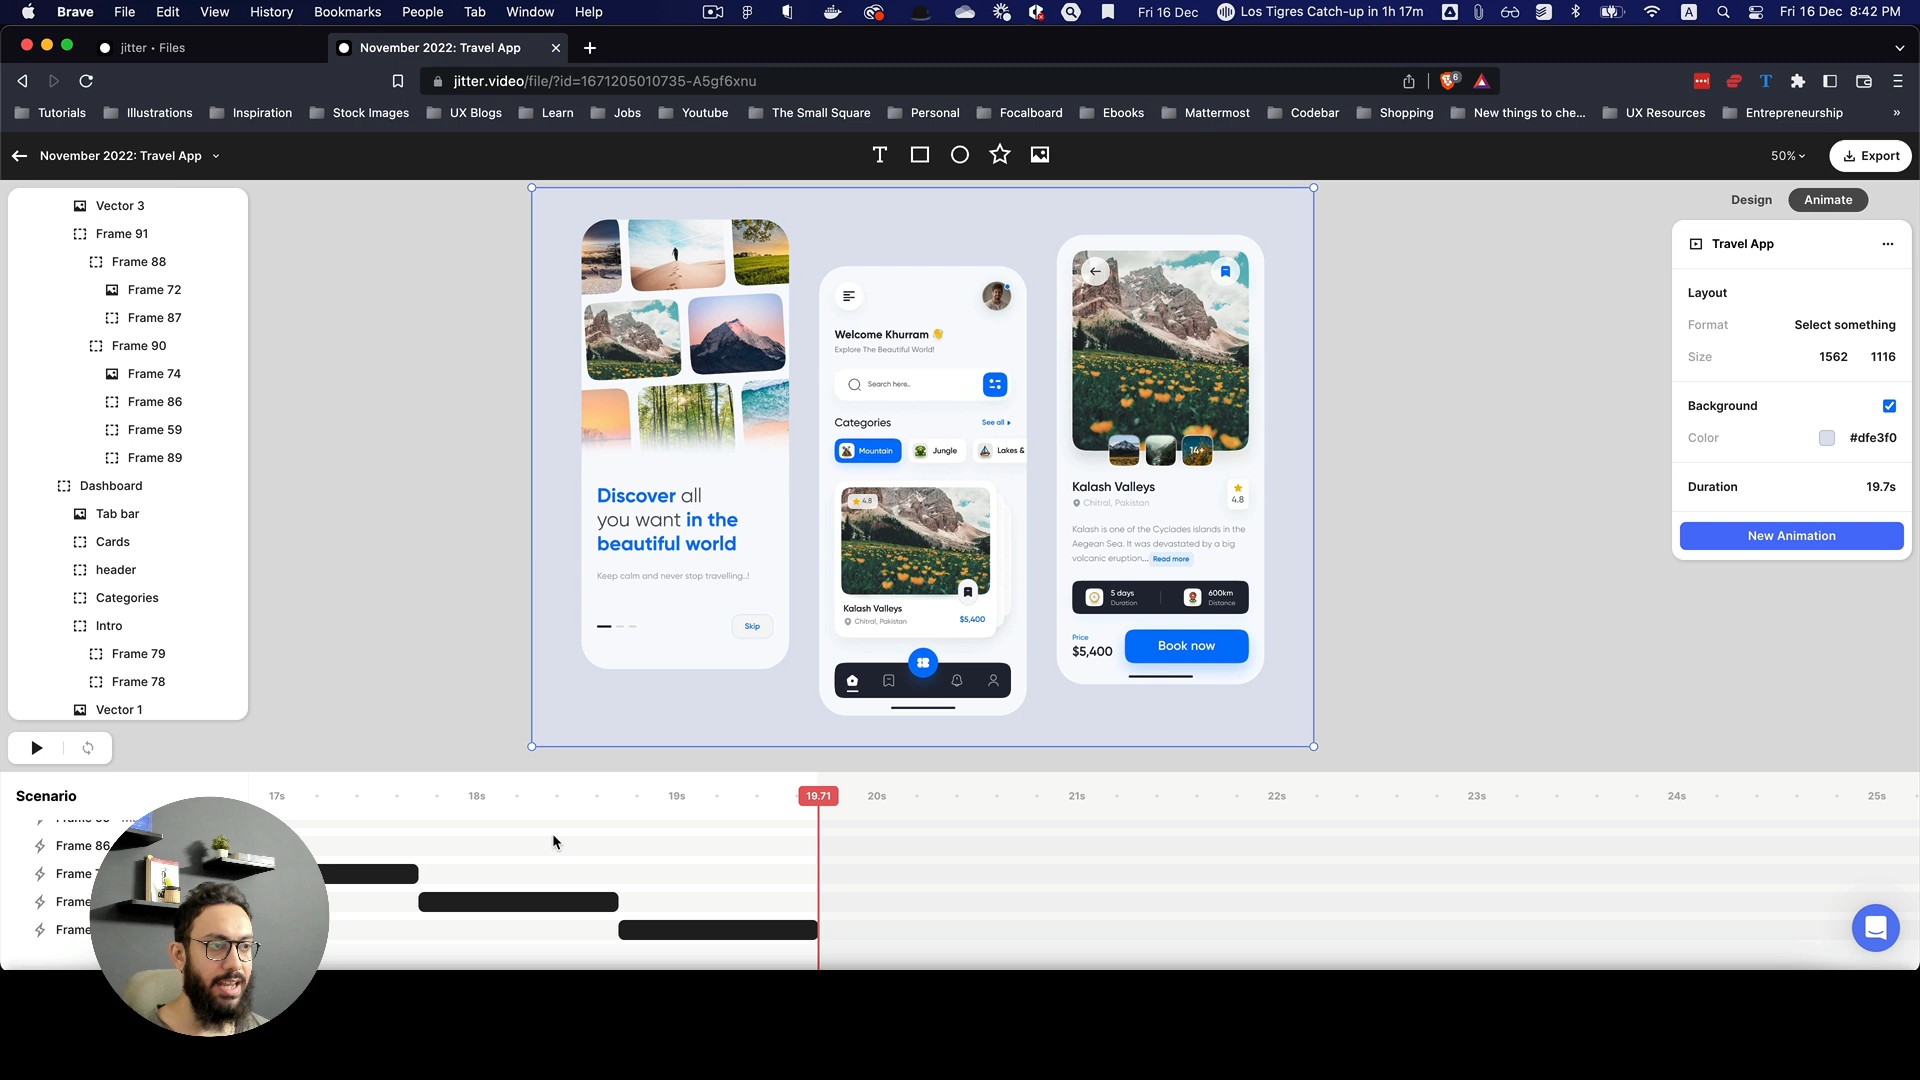 Brave File Edit View History Bookmarks People Tab Window Help Fri 16 Dec Los Tigres Catch-up in 1h 17m A Fri 16 Dec 8:42 PM
jitter • Files
November 2022: Travel App
jitter.video/file/?id=1671205010735-A5gf6xnu
6
Tutorials Illustrations Inspiration Stock Images UX Blogs Learn Jobs Youtube The Small Square Personal Focalboard Ebooks Mattermost Codebar Shopping New things to che... UX Resources Entrepreneurship »
November 2022: Travel App
T
50%
Export
Vector 3
Frame 91
Frame 88
Frame 72
Frame 87
Frame 90
Frame 74
Frame 86
Frame 59
Frame 89
Dashboard
Tab bar
Cards
header
Categories
Intro
Frame 79
Frame 78
Vector 1
Discover all
you want in the
beautiful world
Keep calm and never stop travelling..!
Skip
Welcome Khurram 👋
Explore The Beautiful World!
Search here..
Categories
See all
Mountain
Jungle
Lakes &
4.8
Kalash Valleys
Chitral, Pakistan
$5,400
14+
Kalash Valleys
Chitral, Pakistan
4.8
Kalash is one of the Cyclades islands in the
Aegean Sea. It was devastated by a big
volcanic eruption... Read more
5 days
Duration
600km
Distance
Price
$5,400
Book now
Design
Animate
Travel App
Layout
Format Select something
Size 1562 1116
Background
Color #dfe3f0
Duration 19.7s
New Animation
Scenario
17s 18s 19s 19.71 20s 21s 22s 23s 24s 25s
Frame 86
Frame
Frame
Frame